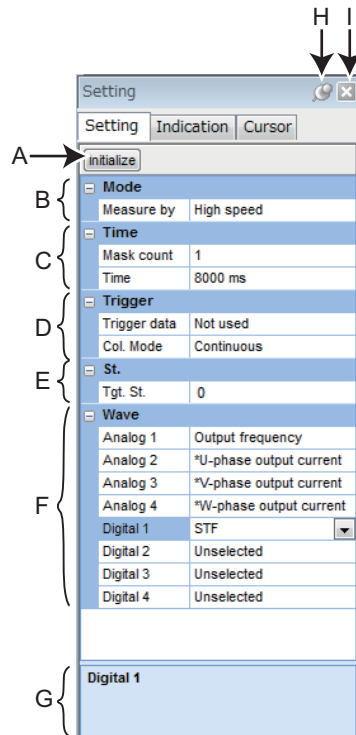 H I
Setting
Setting Indication Cursor
A
Initialize
B
Mode
Measure by High speed
C
Time
Mask count 1
Time 8000 ms
D
Trigger
Trigger data Not used
Col. Mode Continuous
E
St.
Tgt. St. 0
F
Wave
Analog 1 Output frequency
Analog 2 *U-phase output current
Analog 3 *V-phase output current
Analog 4 *W-phase output current
Digital 1 STF
Digital 2 Unselected
Digital 3 Unselected
Digital 4 Unselected
G
Digital 1